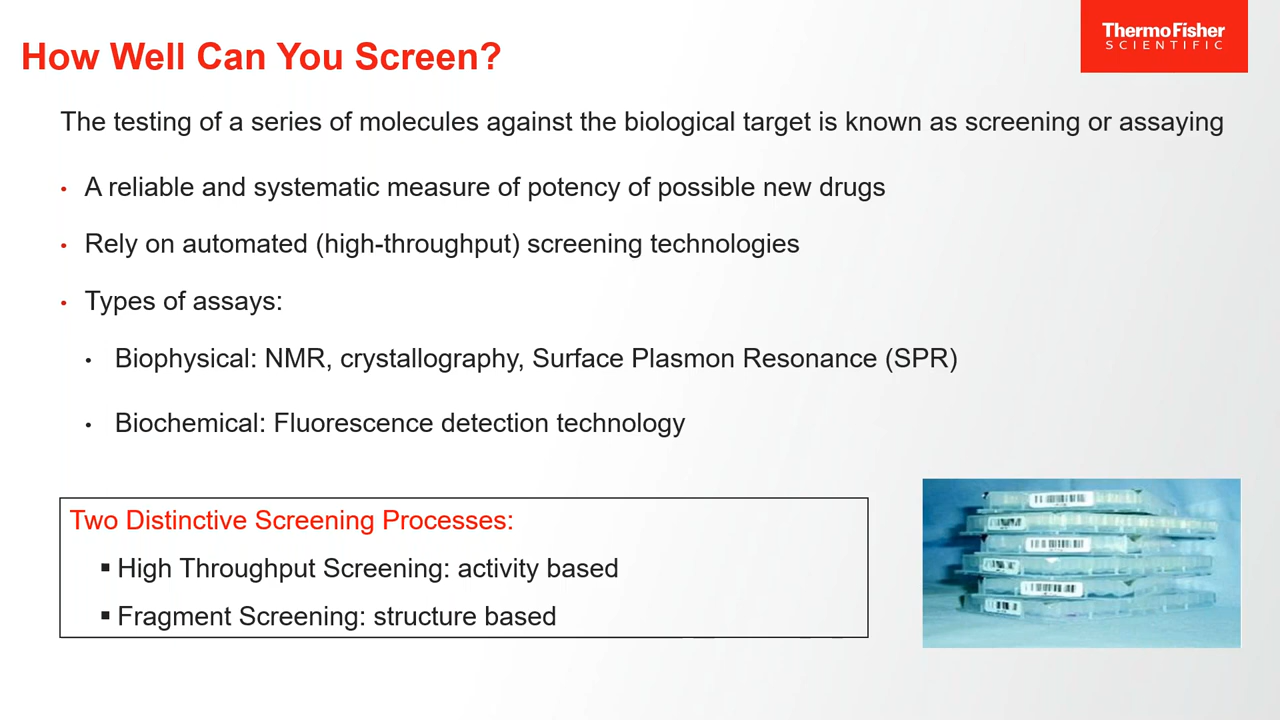 How Well Can You Screen?
ThermoFisher
SCIENTIFIC
The testing of a series of molecules against the biological target is known as screening or assaying
• A reliable and systematic measure of potency of possible new drugs
• Rely on automated (high-throughput) screening technologies
• Types of assays:
• Biophysical: NMR, crystallography, Surface Plasmon Resonance (SPR)
• Biochemical: Fluorescence detection technology
Two Distinctive Screening Processes:
▪ High Throughput Screening: activity based
▪ Fragment Screening: structure based